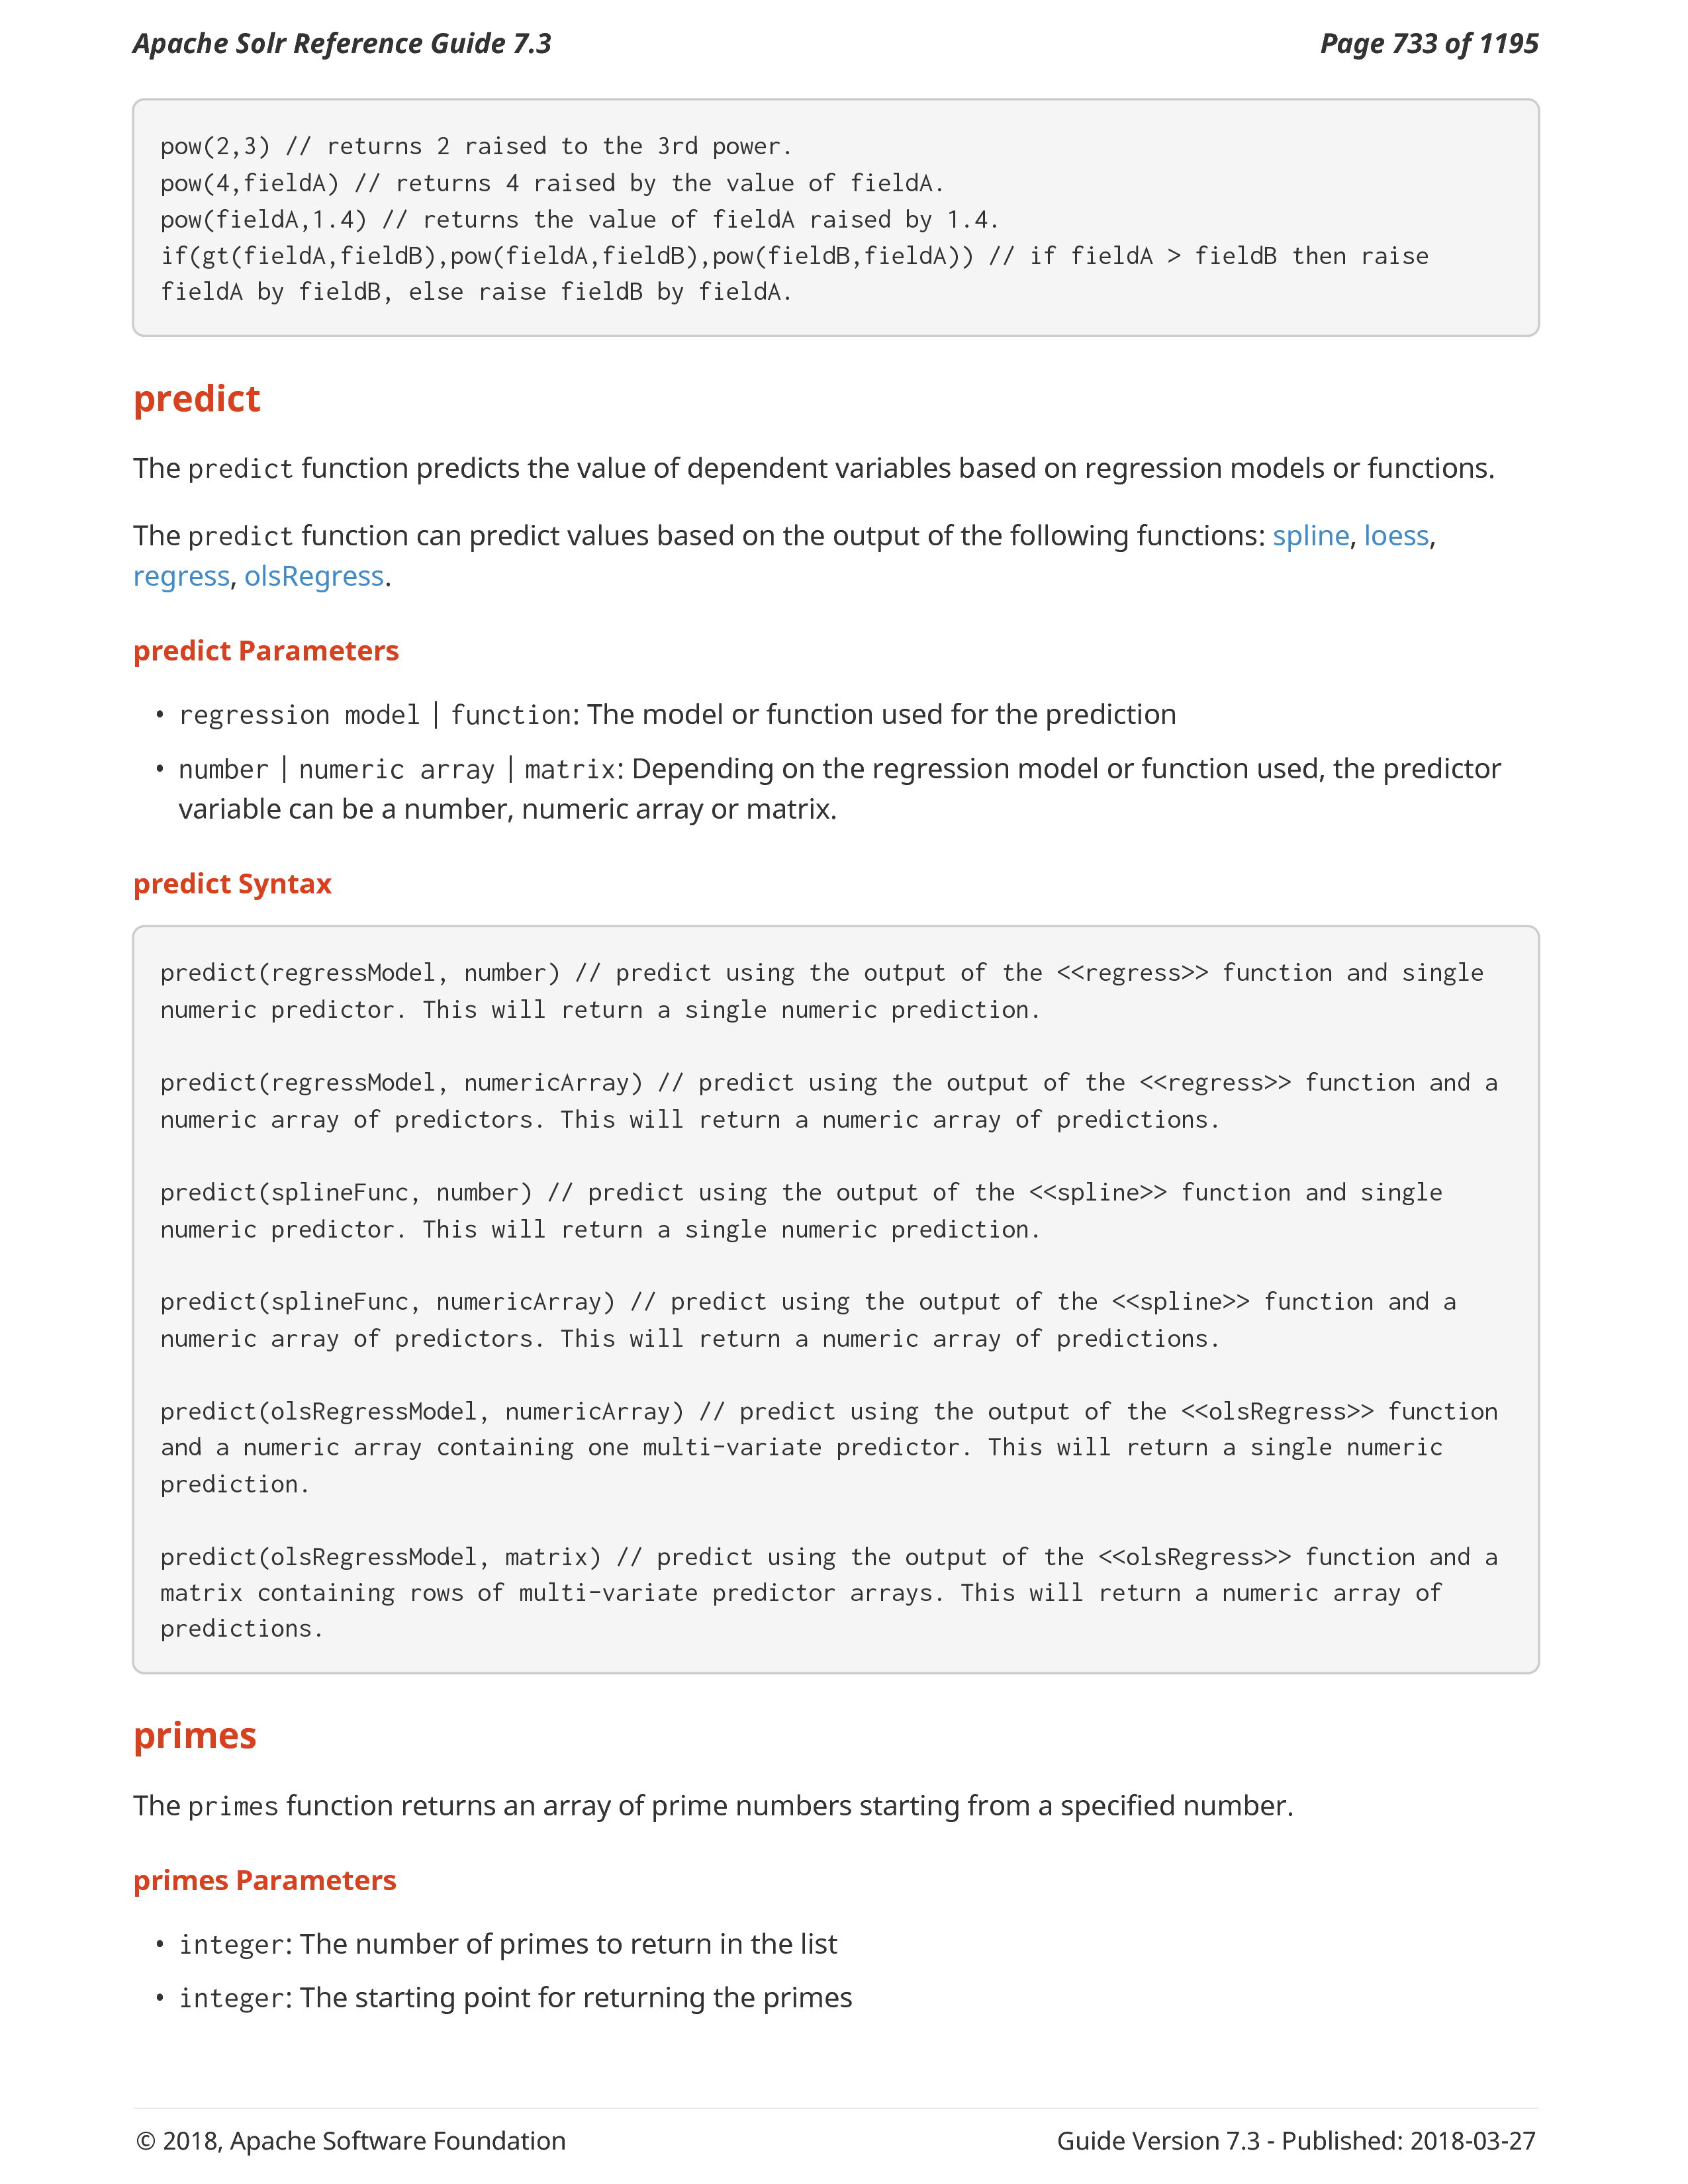 Apache Solr Reference Guide 7.3
Page 733 of 1195
pow(2,3) // returns 2 raised to the 3rd power.
pow(4,fieldA) // returns 4 raised by the value of fieldA.
pow(fieldA,1.4) // returns the value of fieldA raised by 1.4.
if(gt(fieldA,fieldB),pow(fieldA,fieldB),pow(fieldB,fieldA)) // if fieldA > fieldB then raise
fieldA by fieldB, else raise fieldB by fieldA.
predict
The predict function predicts the value of dependent variables based on regression models or functions.
The predict function can predict values based on the output of the following functions: spline, loess,
regress, olsRegress.
predict Parameters
• regression model | function: The model or function used for the prediction
• number | numeric array | matrix: Depending on the regression model or function used, the predictor
variable can be a number, numeric array or matrix.
predict Syntax
predict(regressModel, number) // predict using the output of the <<regress>> function and single
numeric predictor. This will return a single numeric prediction.
predict(regressModel, numericArray) // predict using the output of the <<regress>> function and a
numeric array of predictors. This will return a numeric array of predictions.
predict(splineFunc, number) // predict using the output of the <<spline>> function and single
numeric predictor. This will return a single numeric prediction.
predict(splineFunc, numericArray) // predict using the output of the <<spline>> function and a
numeric array of predictors. This will return a numeric array of predictions.
predict(olsRegressModel, numericArray) // predict using the output of the <<olsRegress>> function
and a numeric array containing one multi-variate predictor. This will return a single numeric
prediction.
predict(olsRegressModel, matrix) // predict using the output of the <<olsRegress>> function and a
matrix containing rows of multi-variate predictor arrays. This will return a numeric array of
predictions.
primes
The primes function returns an array of prime numbers starting from a specified number.
primes Parameters
• integer: The number of primes to return in the list
• integer: The starting point for returning the primes
© 2018, Apache Software Foundation
Guide Version 7.3 - Published: 2018-03-27